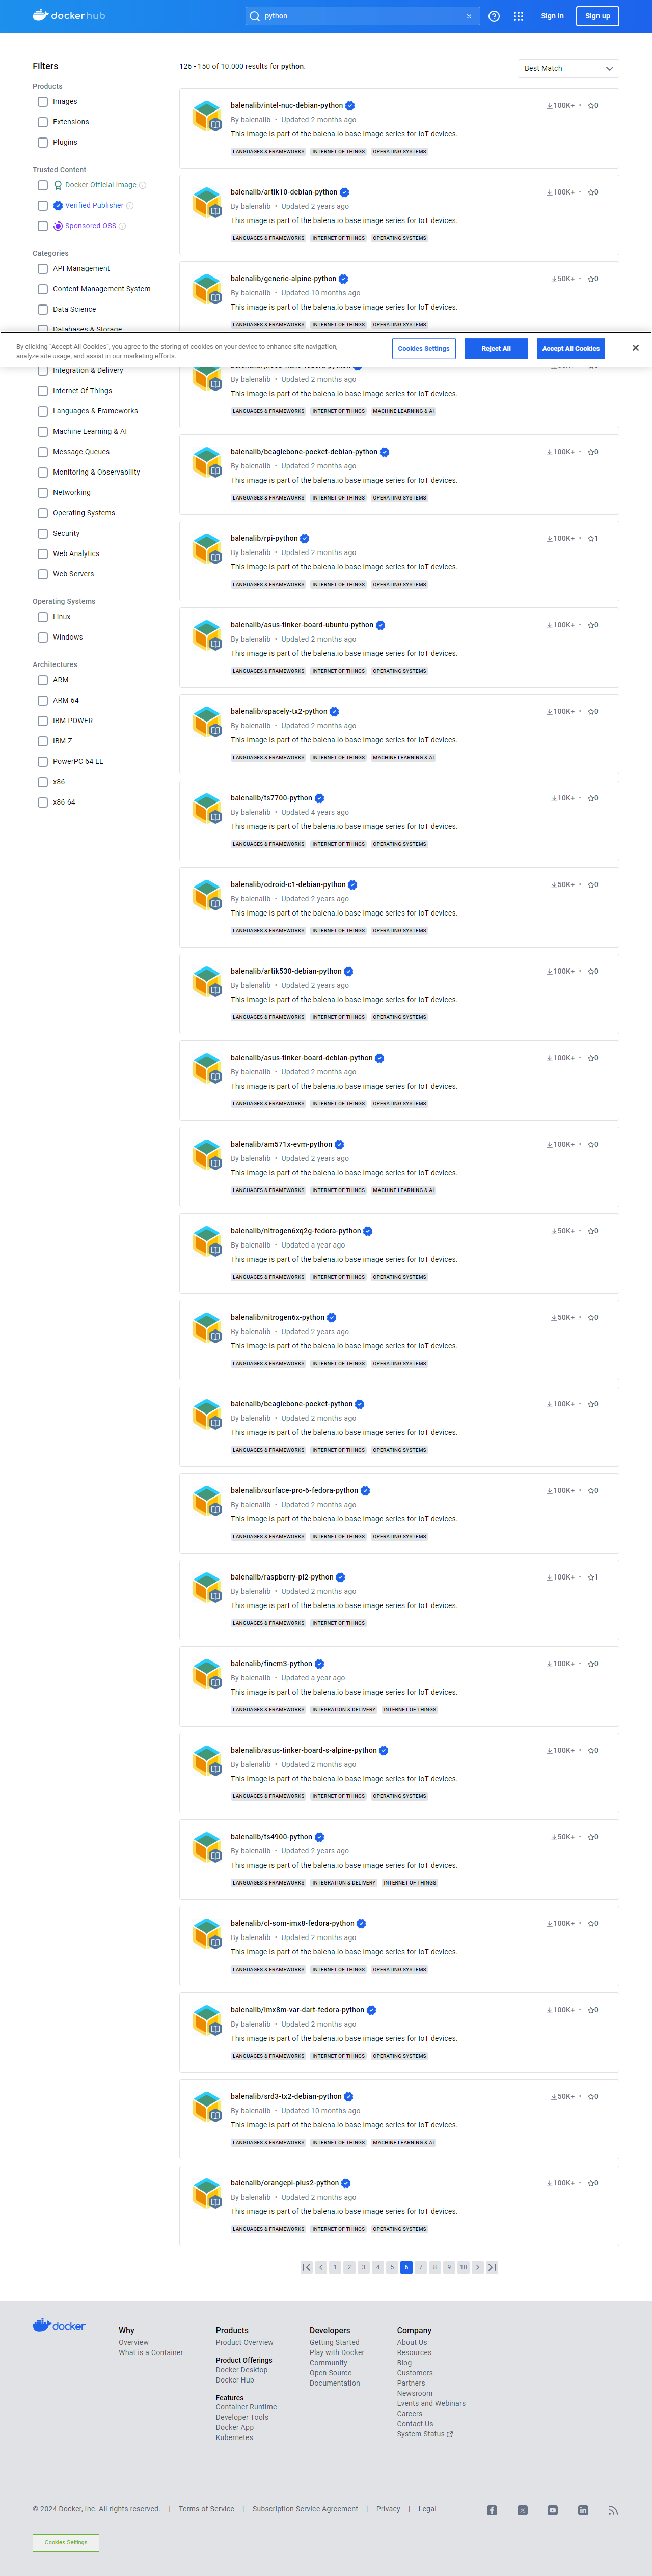 docker hub
python
Sign In
Sign up
Filters
Products
Images
Extensions
Plugins
Trusted Content
Docker Official Image
Verified Publisher
Sponsored OSS
Categories
API Management
Content Management System
Data Science
Databases & Storage
Integration & Delivery
Internet Of Things
Languages & Frameworks
Machine Learning & AI
Message Queues
Monitoring & Observability
Networking
Operating Systems
Security
Web Analytics
Web Servers
Operating Systems
Linux
Windows
Architectures
ARM
ARM 64
IBM POWER
IBM Z
PowerPC 64 LE
x86
x86-64
126 - 150 of 10.000 results for python.
Best Match
balenalib/intel-nuc-debian-python 100K+ • 0
By balenalib • Updated 2 months ago
This image is part of the balena.io base image series for IoT devices.
LANGUAGES & FRAMEWORKS INTERNET OF THINGS OPERATING SYSTEMS
balenalib/artik10-debian-python 100K+ • 0
By balenalib • Updated 2 years ago
This image is part of the balena.io base image series for IoT devices.
LANGUAGES & FRAMEWORKS INTERNET OF THINGS OPERATING SYSTEMS
balenalib/generic-alpine-python 50K+ • 0
By balenalib • Updated 10 months ago
This image is part of the balena.io base image series for IoT devices.
LANGUAGES & FRAMEWORKS INTERNET OF THINGS OPERATING SYSTEMS
By clicking "Accept All Cookies", you agree to the storing of cookies on your device to enhance site navigation,
analyze site usage, and assist in our marketing efforts.
Cookies Settings
Reject All
Accept All Cookies
By balenalib • Updated 2 months ago
This image is part of the balena.io base image series for IoT devices.
LANGUAGES & FRAMEWORKS INTERNET OF THINGS MACHINE LEARNING & AI
balenalib/beaglebone-pocket-debian-python 100K+ • 0
By balenalib • Updated 2 months ago
This image is part of the balena.io base image series for IoT devices.
LANGUAGES & FRAMEWORKS INTERNET OF THINGS OPERATING SYSTEMS
balenalib/rpi-python 100K+ • 1
By balenalib • Updated 2 months ago
This image is part of the balena.io base image series for IoT devices.
LANGUAGES & FRAMEWORKS INTERNET OF THINGS OPERATING SYSTEMS
balenalib/asus-tinker-board-ubuntu-python 100K+ • 0
By balenalib • Updated 2 months ago
This image is part of the balena.io base image series for IoT devices.
LANGUAGES & FRAMEWORKS INTERNET OF THINGS OPERATING SYSTEMS
balenalib/spacely-tx2-python 100K+ • 0
By balenalib • Updated 2 months ago
This image is part of the balena.io base image series for IoT devices.
LANGUAGES & FRAMEWORKS INTERNET OF THINGS MACHINE LEARNING & AI
balenalib/ts7700-python 10K+ • 0
By balenalib • Updated 4 years ago
This image is part of the balena.io base image series for IoT devices.
LANGUAGES & FRAMEWORKS INTERNET OF THINGS OPERATING SYSTEMS
balenalib/odroid-c1-debian-python 50K+ • 0
By balenalib • Updated 2 years ago
This image is part of the balena.io base image series for IoT devices.
LANGUAGES & FRAMEWORKS INTERNET OF THINGS OPERATING SYSTEMS
balenalib/artik530-debian-python 100K+ • 0
By balenalib • Updated 2 years ago
This image is part of the balena.io base image series for IoT devices.
LANGUAGES & FRAMEWORKS INTERNET OF THINGS OPERATING SYSTEMS
balenalib/asus-tinker-board-debian-python 100K+ • 0
By balenalib • Updated 2 months ago
This image is part of the balena.io base image series for IoT devices.
LANGUAGES & FRAMEWORKS INTERNET OF THINGS OPERATING SYSTEMS
balenalib/am571x-evm-python 100K+ • 0
By balenalib • Updated 2 years ago
This image is part of the balena.io base image series for IoT devices.
LANGUAGES & FRAMEWORKS INTERNET OF THINGS MACHINE LEARNING & AI
balenalib/nitrogen6xq2g-fedora-python 50K+ • 0
By balenalib • Updated a year ago
This image is part of the balena.io base image series for IoT devices.
LANGUAGES & FRAMEWORKS INTERNET OF THINGS OPERATING SYSTEMS
balenalib/nitrogen6x-python 50K+ • 0
By balenalib • Updated 2 years ago
This image is part of the balena.io base image series for IoT devices.
LANGUAGES & FRAMEWORKS INTERNET OF THINGS OPERATING SYSTEMS
balenalib/beaglebone-pocket-python 100K+ • 0
By balenalib • Updated 2 months ago
This image is part of the balena.io base image series for IoT devices.
LANGUAGES & FRAMEWORKS INTERNET OF THINGS OPERATING SYSTEMS
balenalib/surface-pro-6-fedora-python 100K+ • 0
By balenalib • Updated 2 months ago
This image is part of the balena.io base image series for IoT devices.
LANGUAGES & FRAMEWORKS INTERNET OF THINGS OPERATING SYSTEMS
balenalib/raspberry-pi2-python 100K+ • 1
By balenalib • Updated 2 months ago
This image is part of the balena.io base image series for IoT devices.
LANGUAGES & FRAMEWORKS INTERNET OF THINGS
balenalib/fincm3-python 100K+ • 0
By balenalib • Updated a year ago
This image is part of the balena.io base image series for IoT devices.
LANGUAGES & FRAMEWORKS INTEGRATION & DELIVERY INTERNET OF THINGS
balenalib/asus-tinker-board-s-alpine-python 100K+ • 0
By balenalib • Updated 2 months ago
This image is part of the balena.io base image series for IoT devices.
LANGUAGES & FRAMEWORKS INTERNET OF THINGS OPERATING SYSTEMS
balenalib/ts4900-python 50K+ • 0
By balenalib • Updated 2 years ago
This image is part of the balena.io base image series for IoT devices.
LANGUAGES & FRAMEWORKS INTEGRATION & DELIVERY INTERNET OF THINGS
balenalib/cl-som-imx8-fedora-python 100K+ • 0
By balenalib • Updated 2 months ago
This image is part of the balena.io base image series for IoT devices.
LANGUAGES & FRAMEWORKS INTERNET OF THINGS OPERATING SYSTEMS
balenalib/imx8m-var-dart-fedora-python 100K+ • 0
By balenalib • Updated 2 months ago
This image is part of the balena.io base image series for IoT devices.
LANGUAGES & FRAMEWORKS INTERNET OF THINGS OPERATING SYSTEMS
balenalib/srd3-tx2-debian-python 50K+ • 0
By balenalib • Updated 10 months ago
This image is part of the balena.io base image series for IoT devices.
LANGUAGES & FRAMEWORKS INTERNET OF THINGS MACHINE LEARNING & AI
balenalib/orangepi-plus2-python 100K+ • 0
By balenalib • Updated 2 months ago
This image is part of the balena.io base image series for IoT devices.
LANGUAGES & FRAMEWORKS INTERNET OF THINGS OPERATING SYSTEMS
1 2 3 4 5 6 7 8 9 10
docker
Why
Overview
What is a Container
Products
Product Overview
Product Offerings
Docker Desktop
Docker Hub
Features
Container Runtime
Developer Tools
Docker App
Kubernetes
Developers
Getting Started
Play with Docker
Community
Open Source
Documentation
Company
About Us
Resources
Blog
Customers
Partners
Newsroom
Events and Webinars
Careers
Contact Us
System Status
© 2024 Docker, Inc. All rights reserved. | Terms of Service | Subscription Service Agreement | Privacy | Legal
Cookies Settings